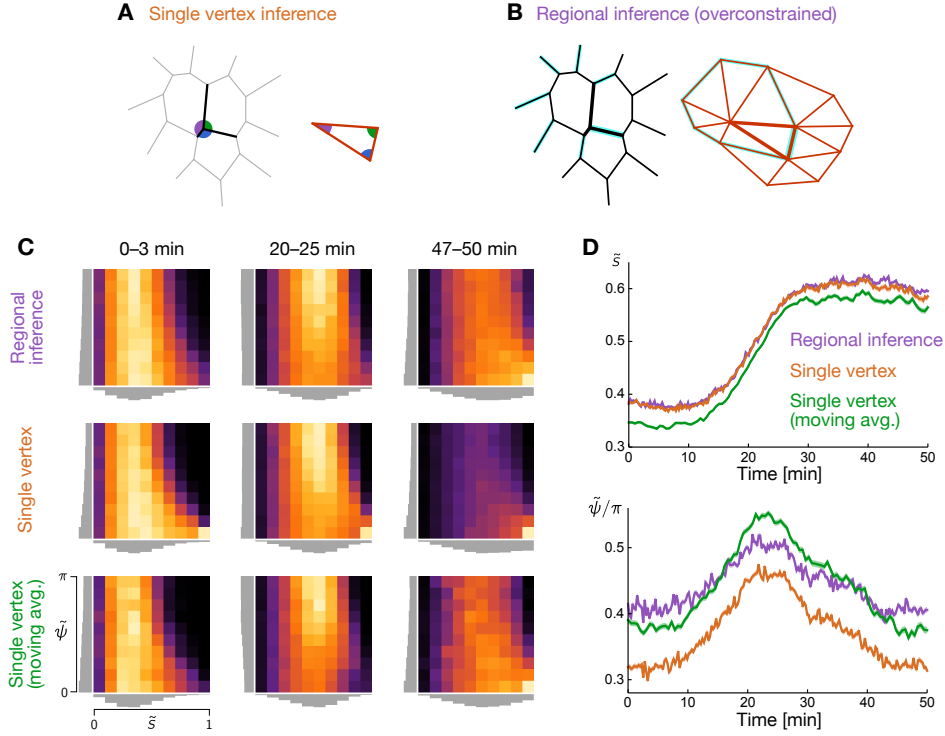 A Single vertex inference
B Regional inference (overconstrained)
C
0–3 min
20–25 min
47–50 min
Regional
inference
Single vertex
Single vertex
(moving avg.)
π
ψ̃
0
0
s̃
1
D
s̃
0.6
0.5
0.4
0.3
Regional inference
Single vertex
Single vertex
(moving avg.)
0
10
20
30
40
50
Time [min]
ψ̃/π
0.5
0.4
0.3
0
10
20
30
40
50
Time [min]